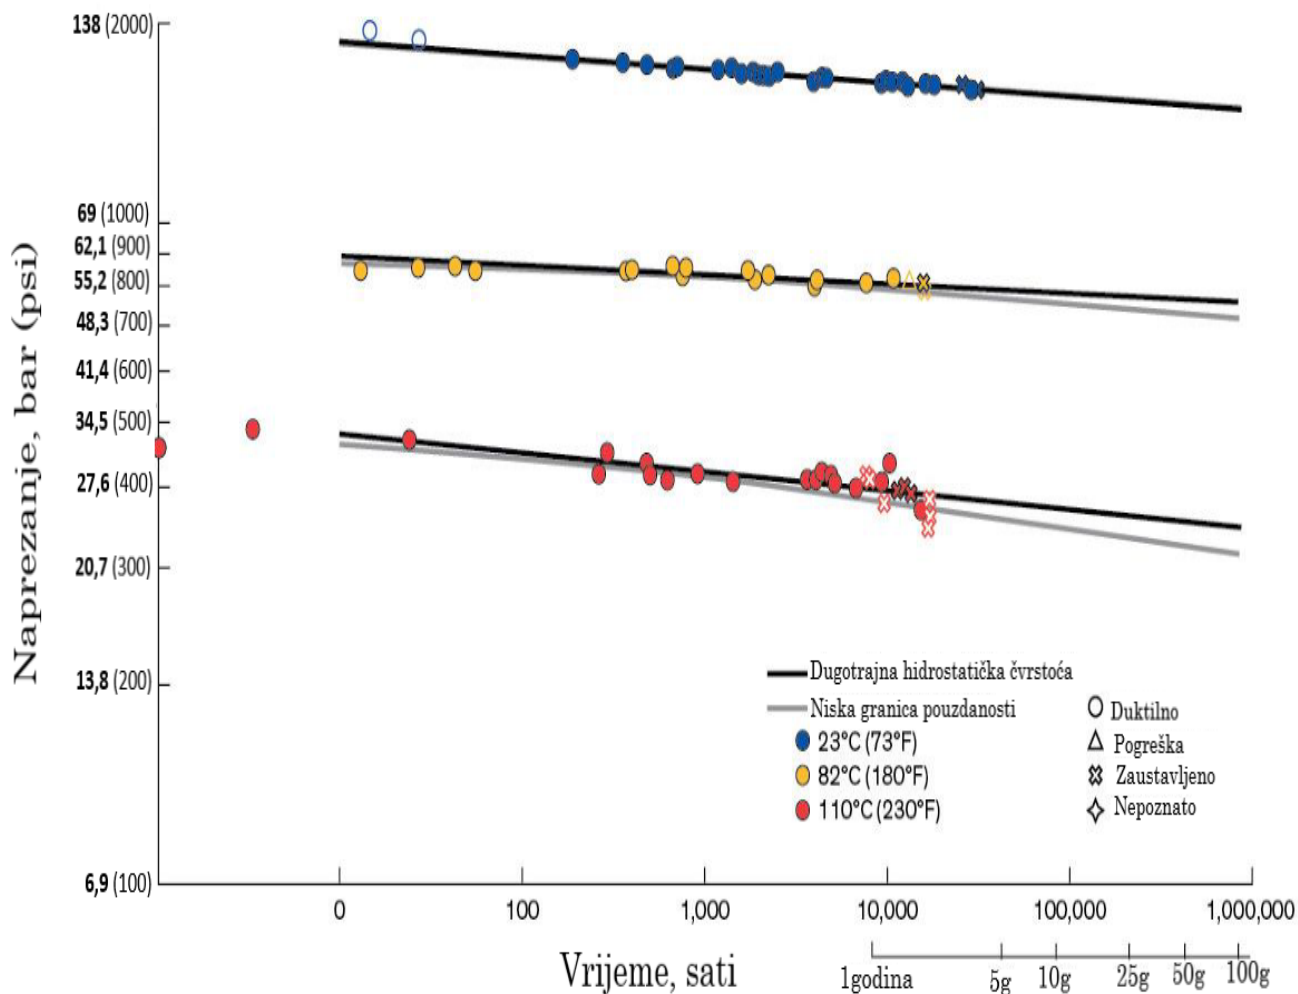 138 (2000)
69 (1000)
62,1 (900)
55,2 (800)
48,3 (700)
41,4 (600)
34,5 (500)
27,6 (400)
20,7 (300)
13,8 (200)
6,9 (100)
Naprezanje, bar (psi)
Dugotrajna hidrostatička čvrstoća
Niska granica pouzdanosti
23°C (73°F)
82°C (180°F)
110°C (230°F)
Duktilno
Pogreška
Zaustavljeno
Nepoznato
0 100 1,000 10,000 100,000 1,000,000
Vrijeme, sati
1godina 5g 10g 25g 50g 100g